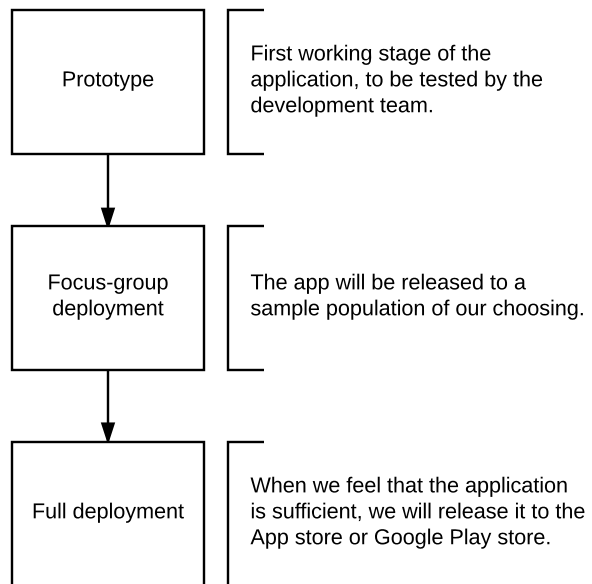 Prototype
First working stage of the
application, to be tested by the
development team.
Focus-group
deployment
The app will be released to a
sample population of our choosing.
Full deployment
When we feel that the application
is sufficient, we will release it to the
App store or Google Play store.